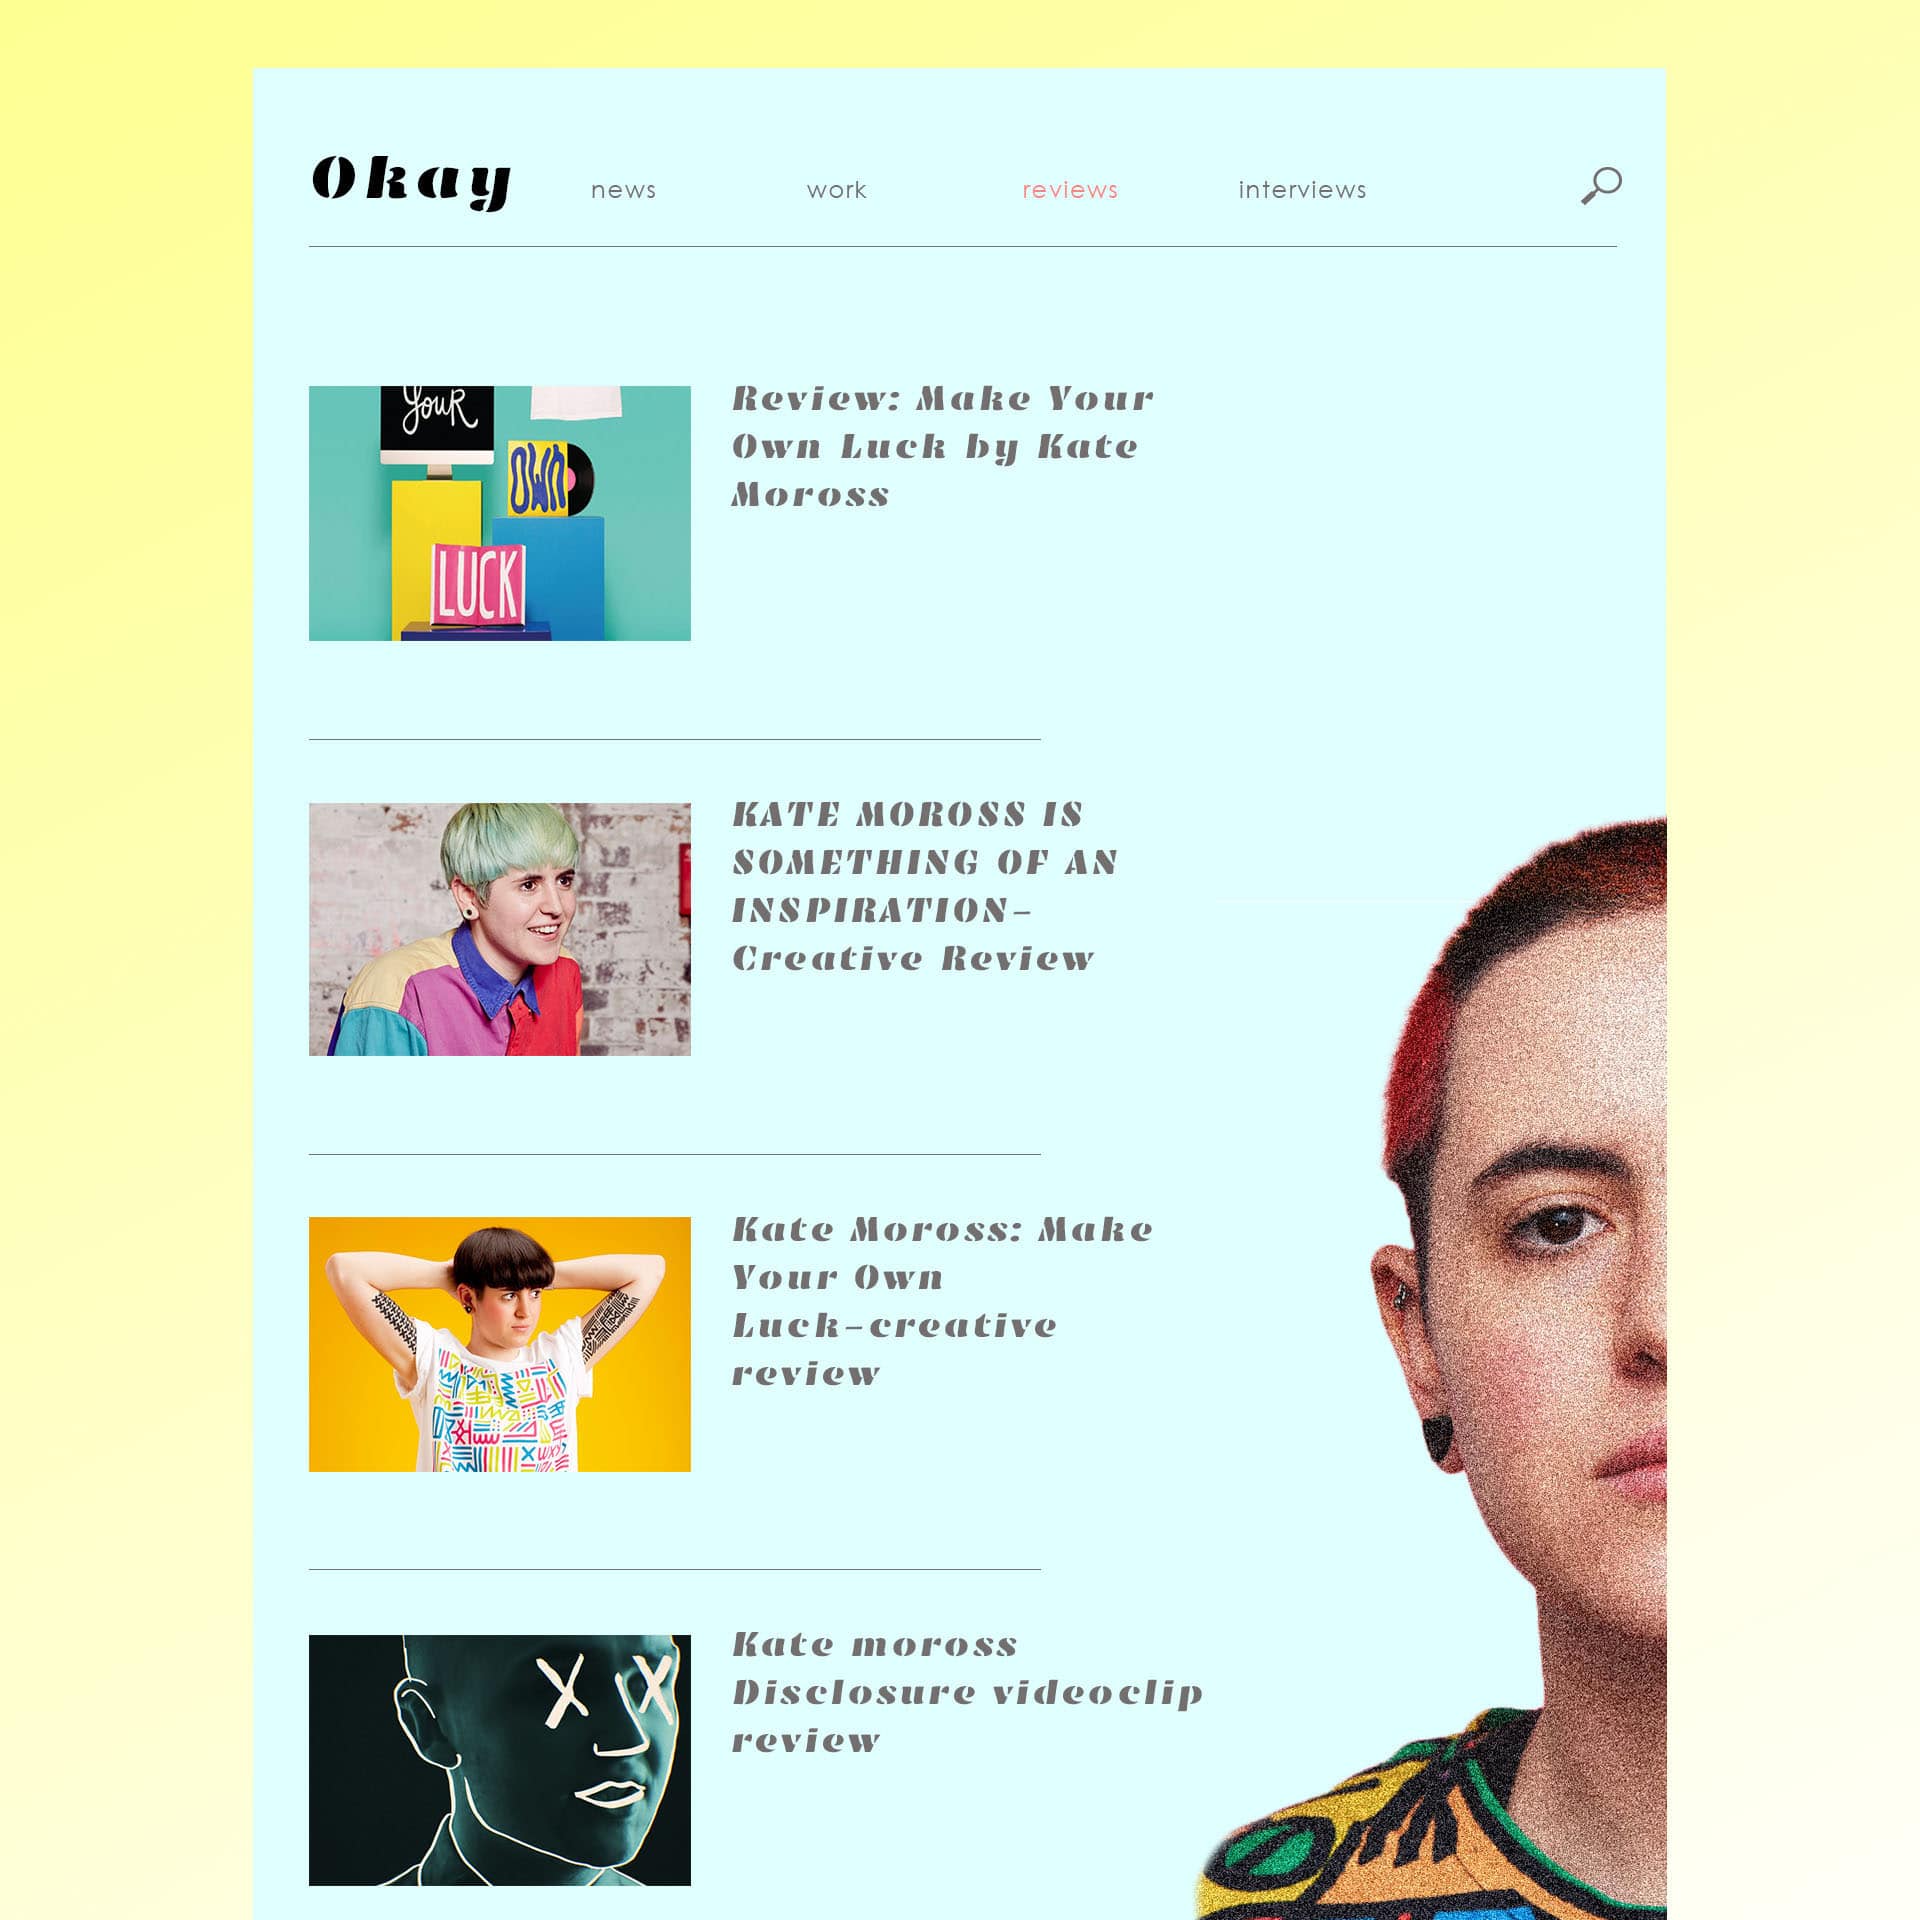 Okay
news
work
reviews
interviews
YouR
OWN
LUCK
Review: Make Your
Own Luck by Kate
Moross
KATE MOROSS IS
SOMETHING OF AN
INSPIRATION-
Creative Review
Kate Moross: Make
Your Own
Luck-creative
review
Kate moross
Disclosure videoclip
review